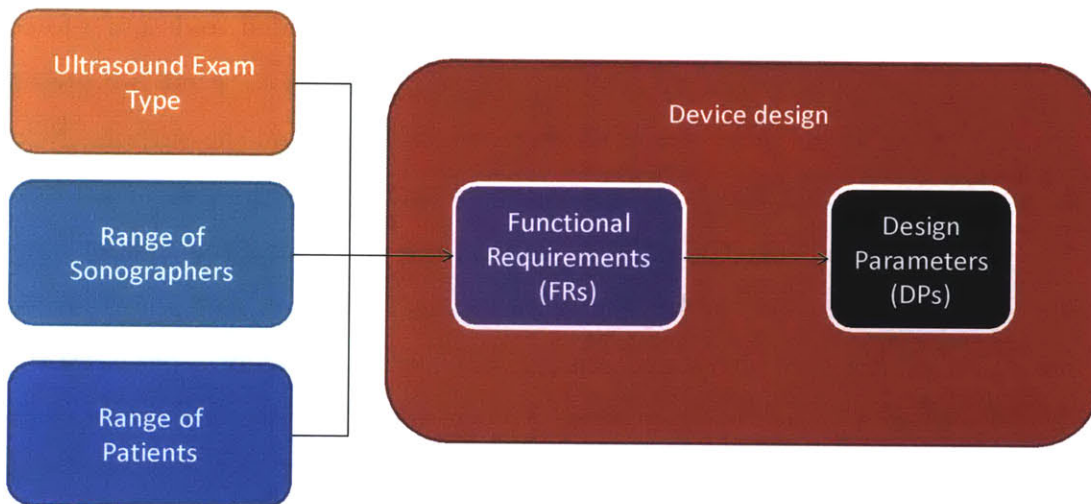 Ultrasound Exam
Type
Range of
Sonographers
Range of
Patients
Device design
Functional
Requirements
(FRs)
Design
Parameters
(DPs)